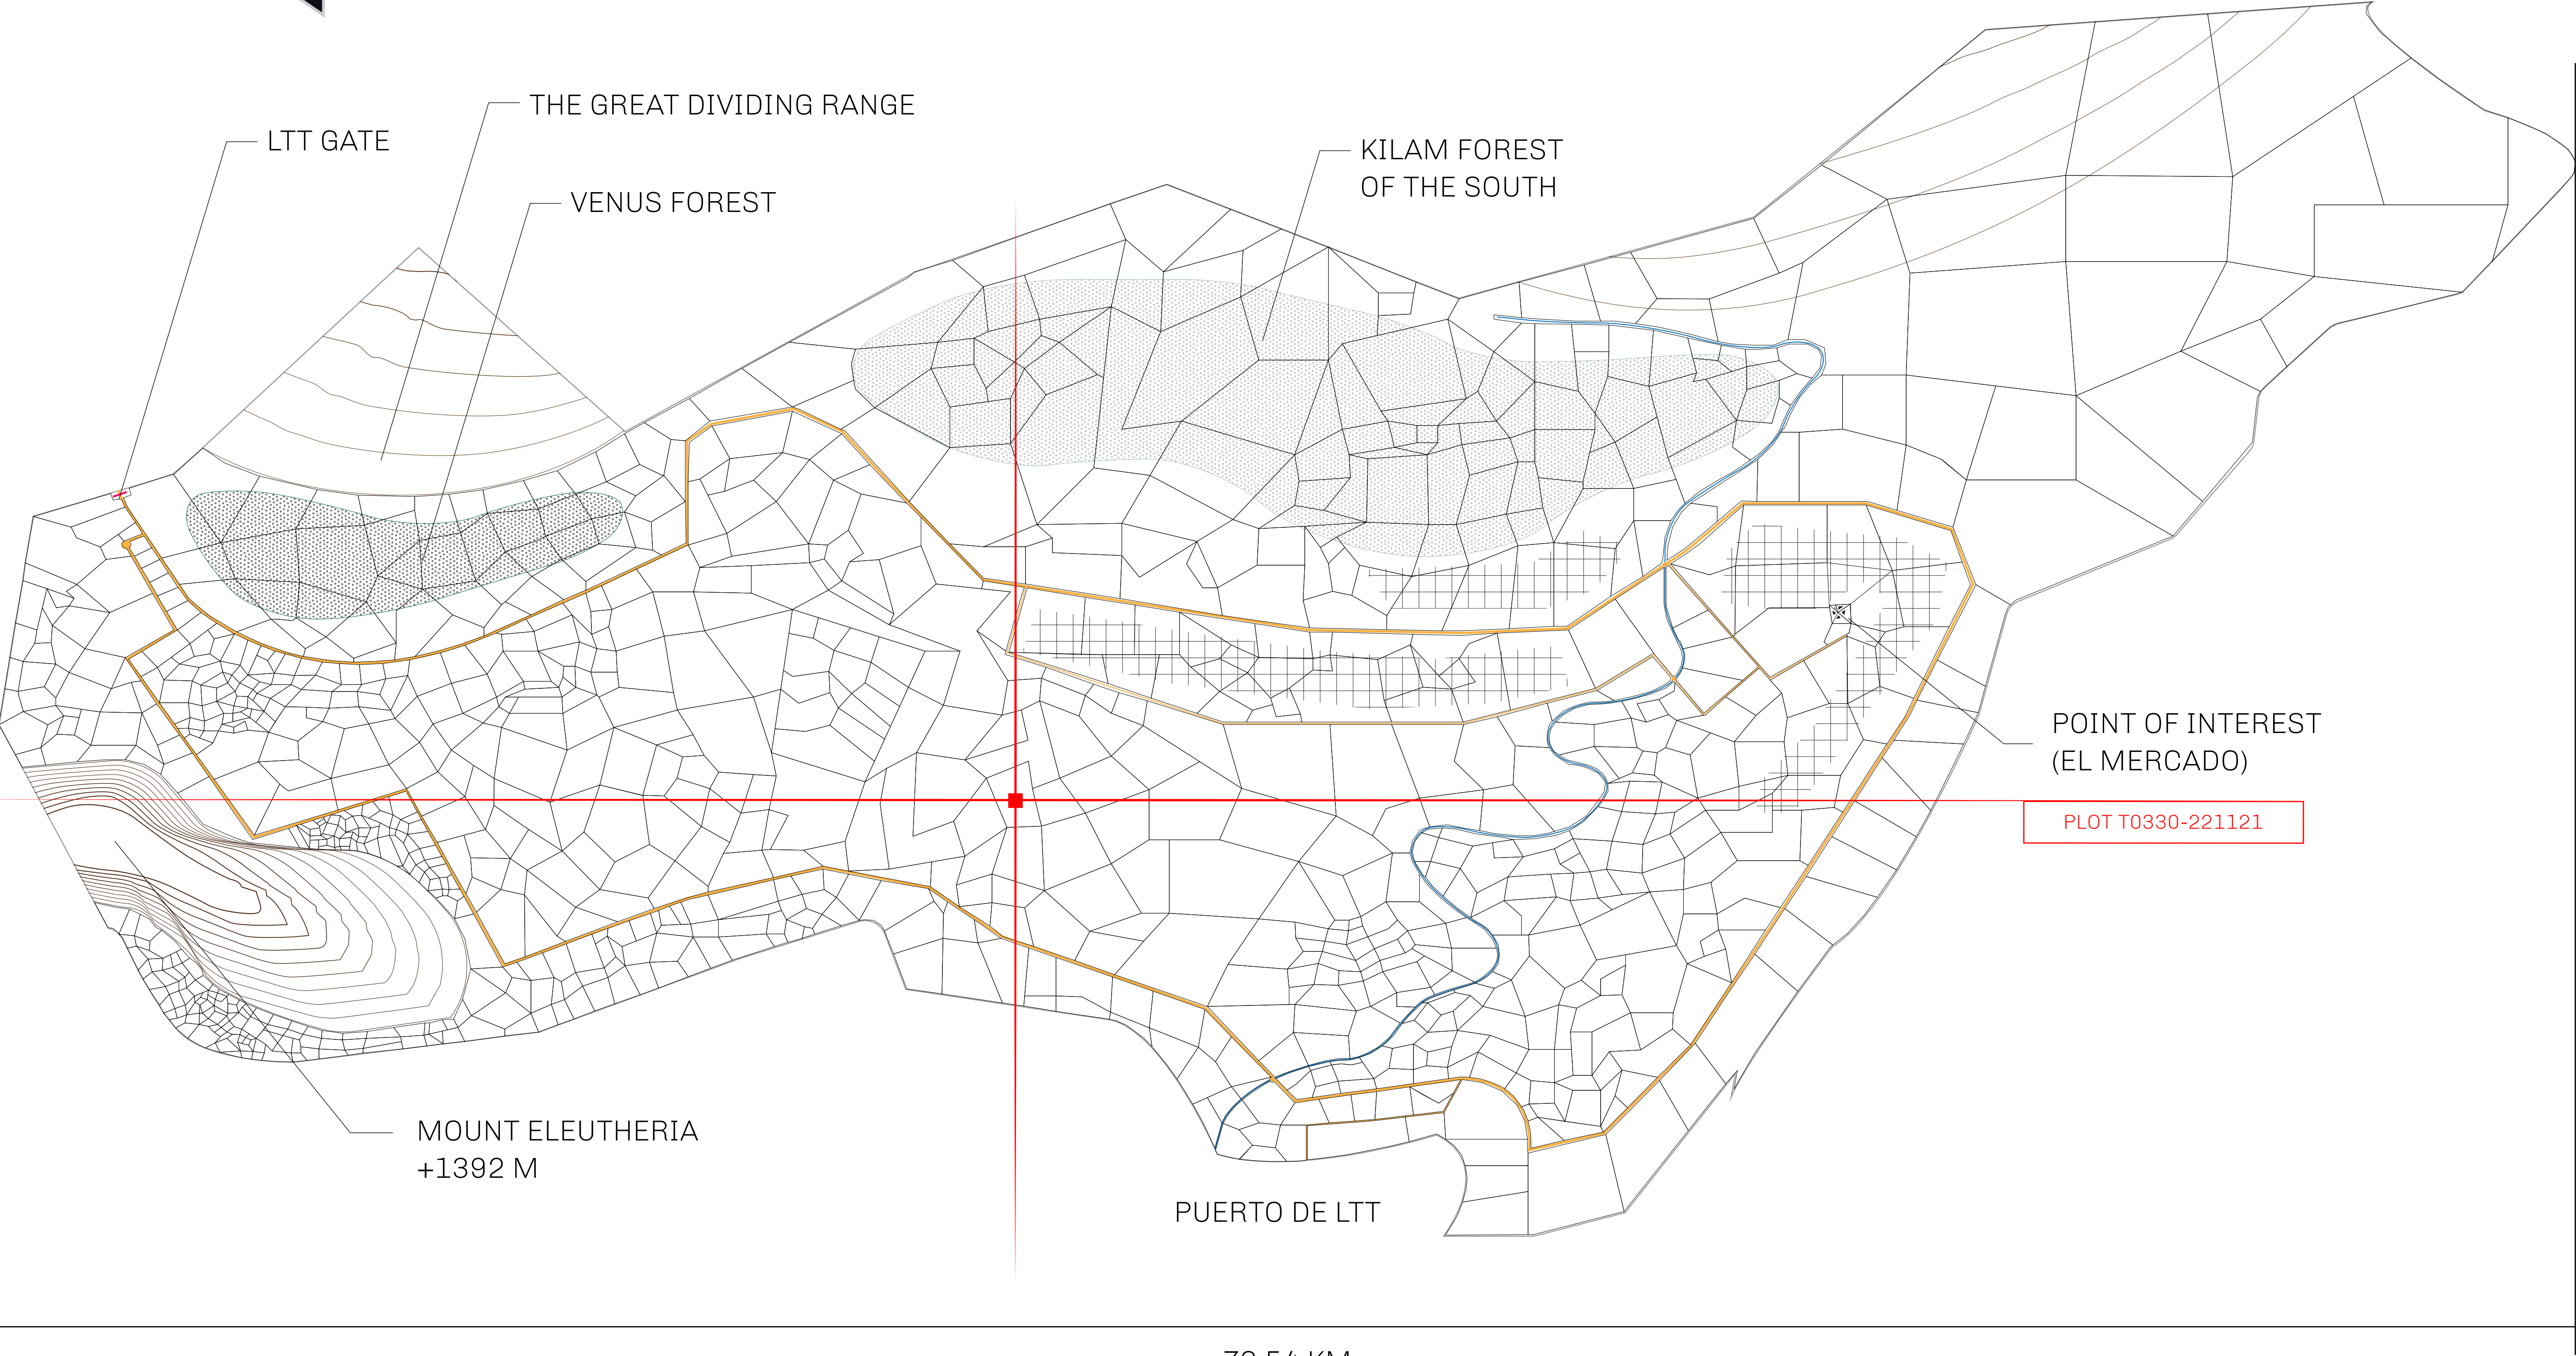 THE GREAT DIVIDING RANGE
LTT GATE
KILAM FOREST
OF THE SOUTH
VENUS FOREST
POINT OF INTEREST
(EL MERCADO)
PLOT T0330-221121
MOUNT ELEUTHERIA
+1392 M
PUERTO DE LTT
KM